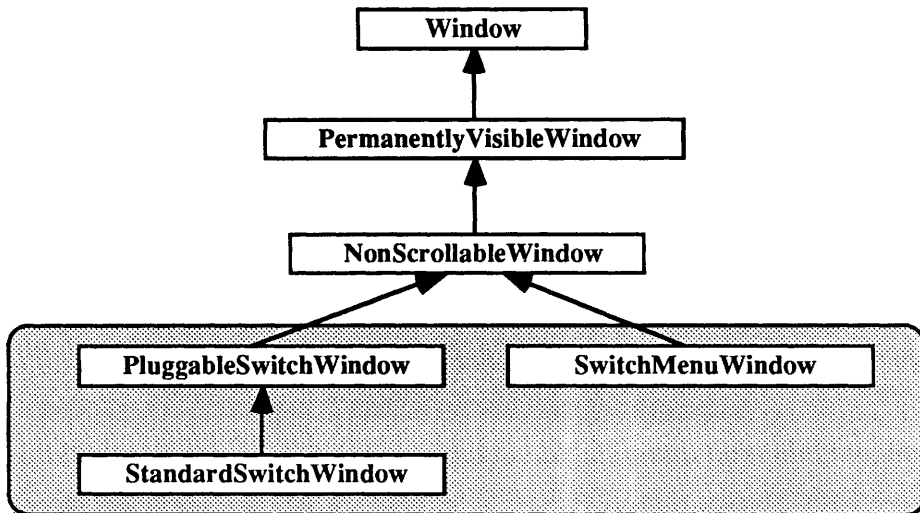 Window
PermanentlyVisibleWindow
NonScrollableWindow
PluggableSwitchWindow
SwitchMenuWindow
StandardSwitchWindow